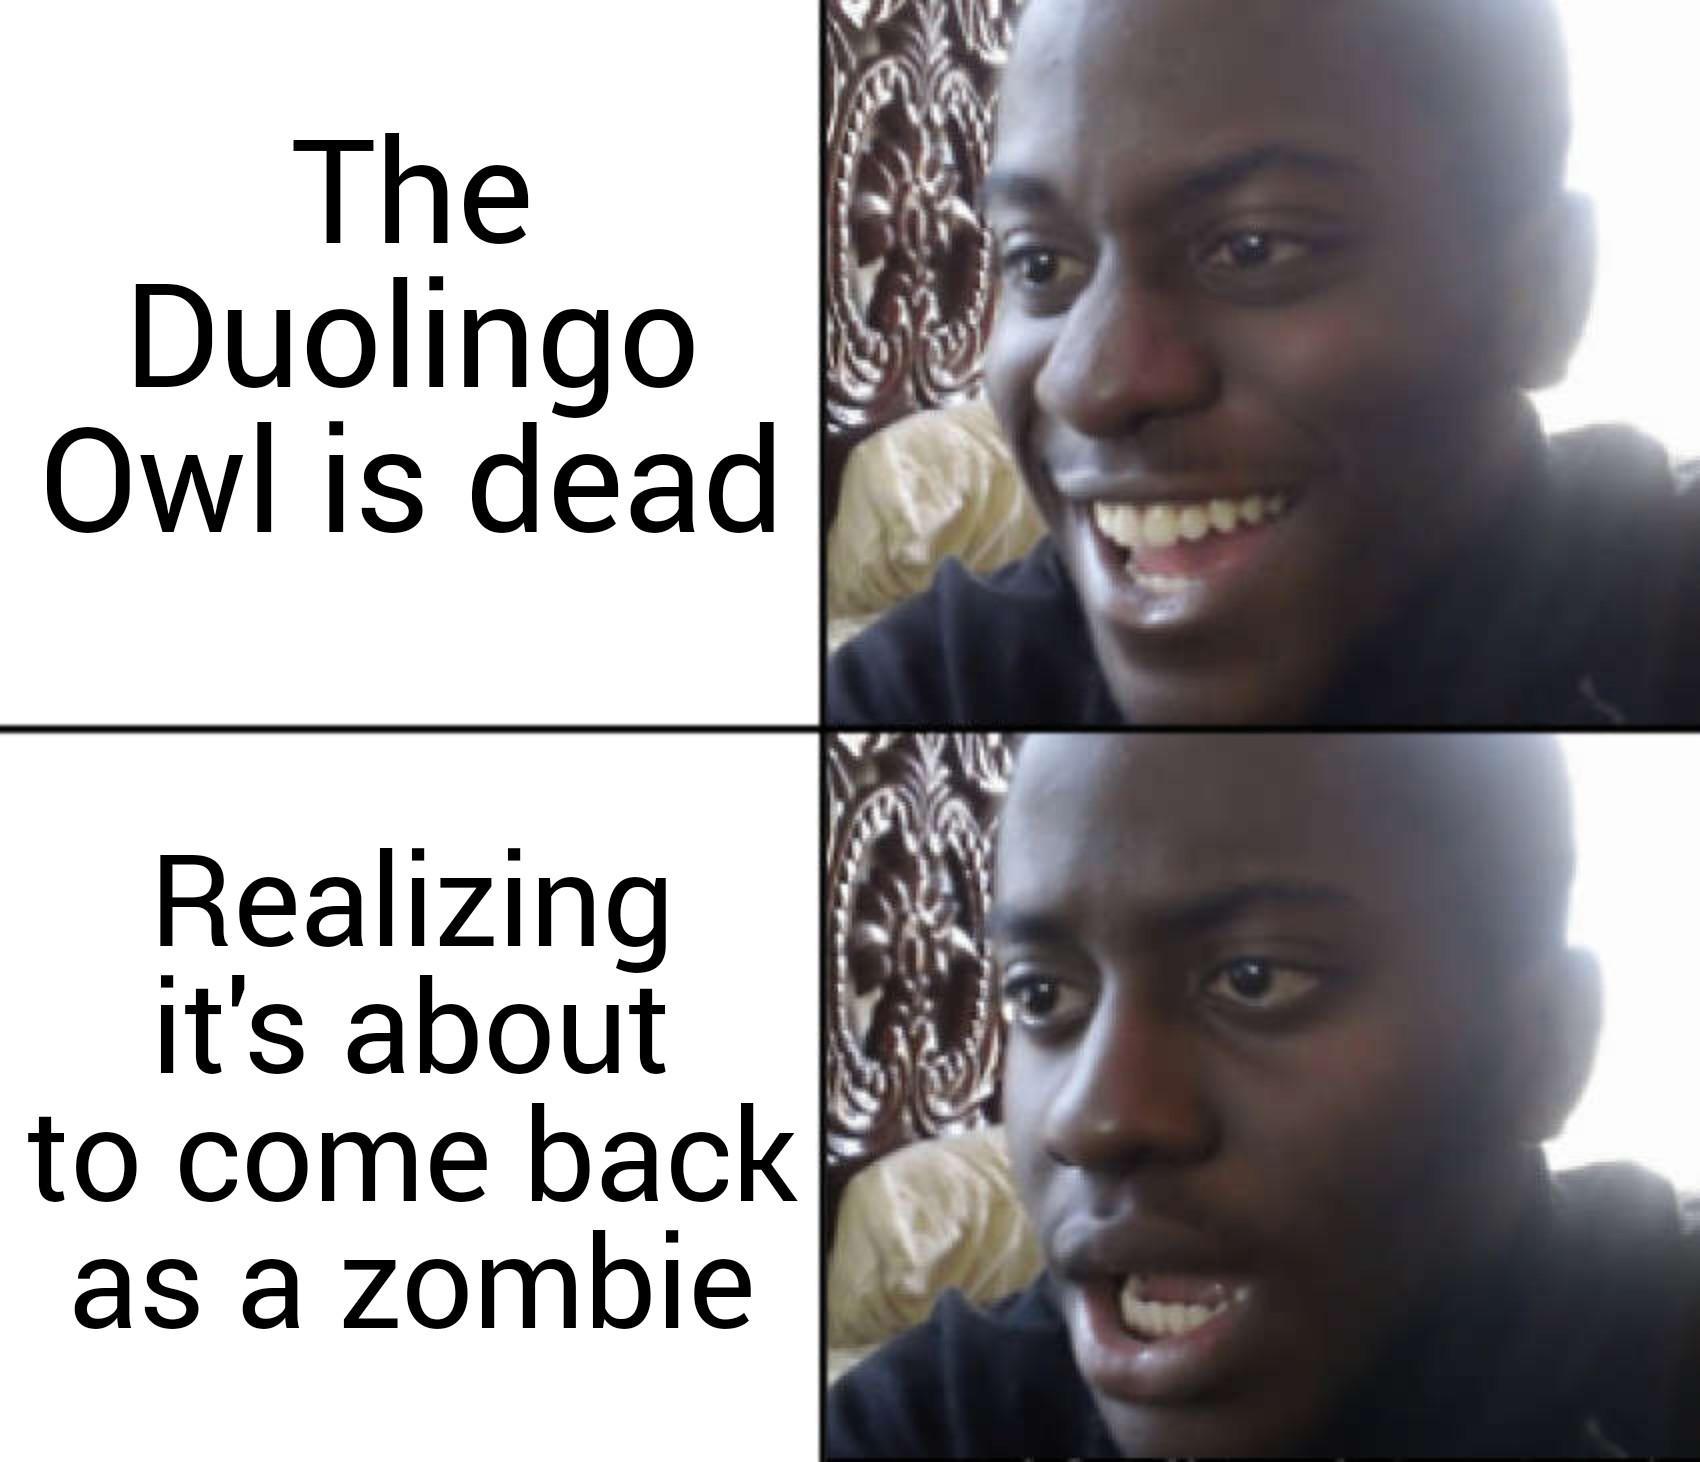 The
Duolingo
Owl is dead
Realizing
it's about
to come back
as a zombie